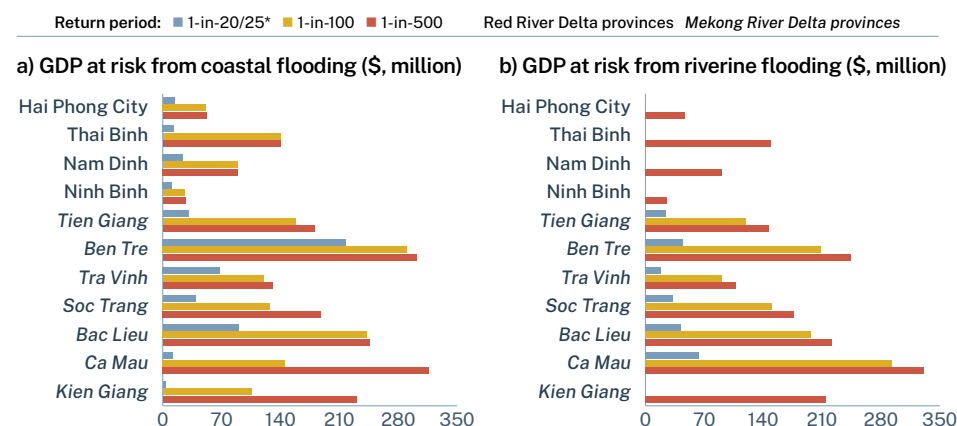 Return period: 1-in-20/25* 1-in-100 1-in-500 Red River Delta provinces Mekong River Delta provinces
a) GDP at risk from coastal flooding ($, million)
Hai Phong City
Thai Binh
Nam Dinh
Ninh Binh
Tien Giang
Ben Tre
Tra Vinh
Soc Trang
Bac Lieu
Ca Mau
Kien Giang
0 70 140 210 280 350
b) GDP at risk from riverine flooding ($, million)
Hai Phong City
Thai Binh
Nam Dinh
Ninh Binh
Tien Giang
Ben Tre
Tra Vinh
Soc Trang
Bac Lieu
Ca Mau
Kien Giang
0 70 140 210 280 350